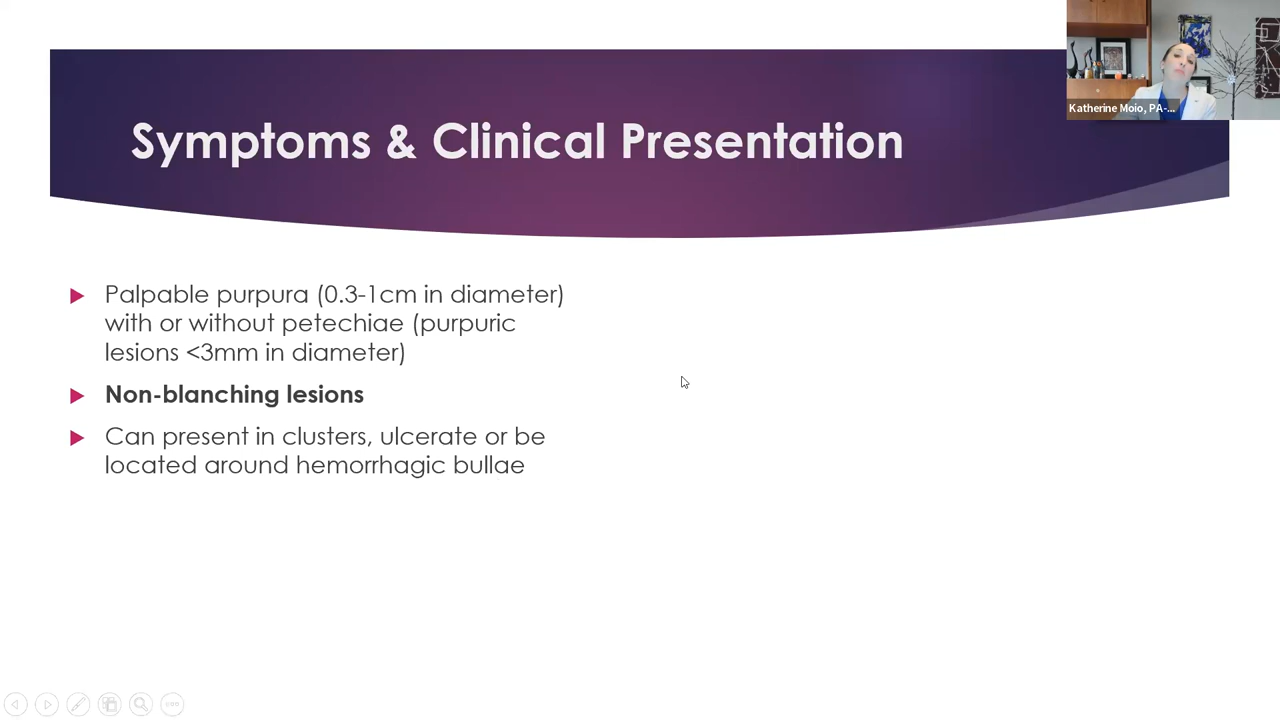 Katherine Moio, PA-...
Symptoms & Clinical Presentation
Palpable purpura (0.3-1cm in diameter)
with or without petechiae (purpuric
lesions <3mm in diameter)
Non-blanching lesions
Can present in clusters, ulcerate or be
located around hemorrhagic bullae